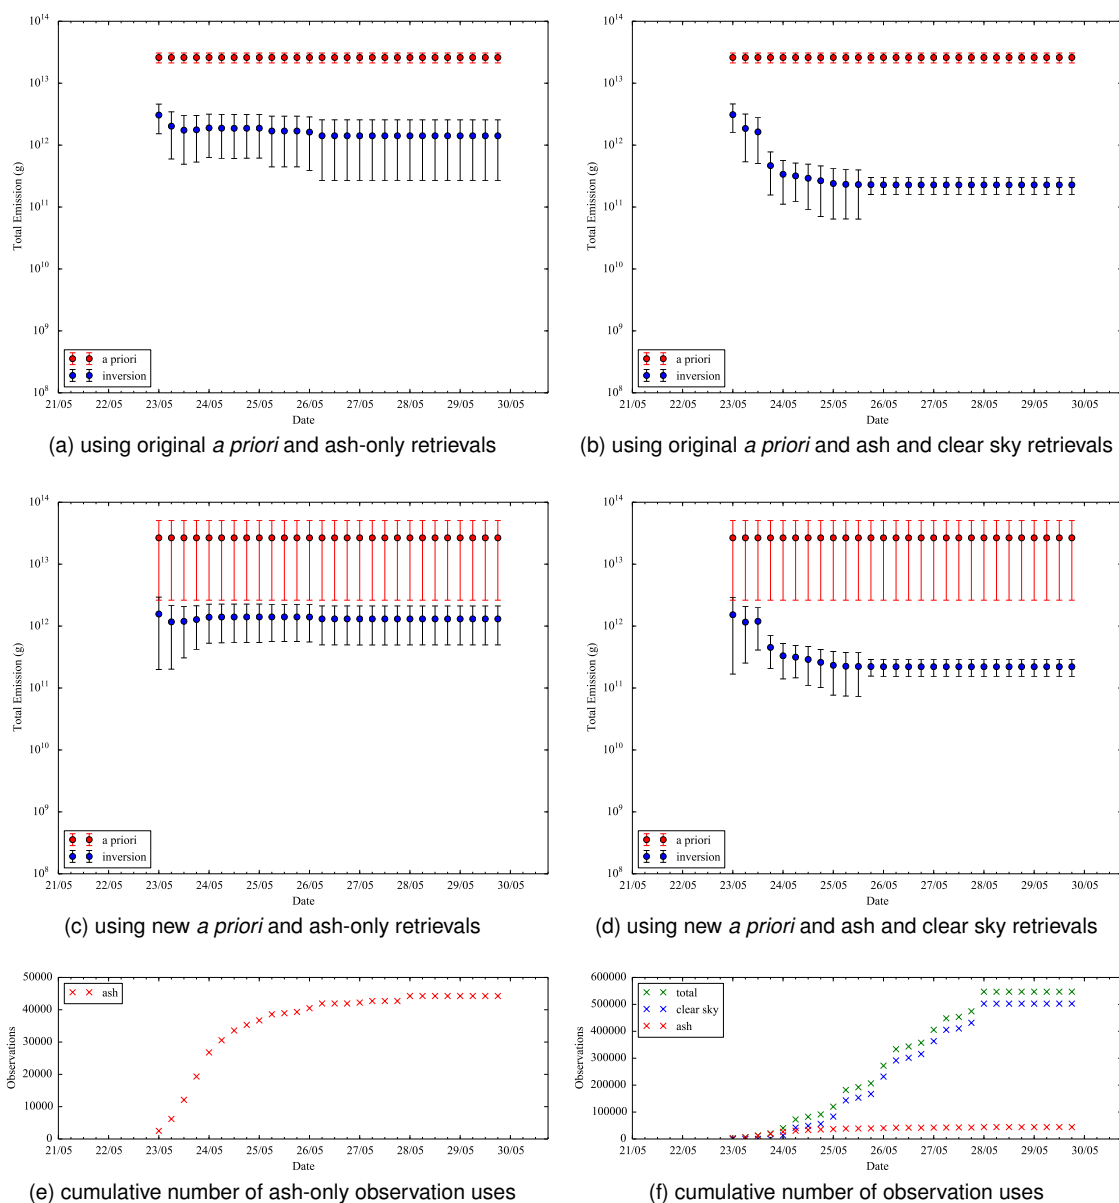 10^14
10^13
10^12
10^11
10^10
10^9
10^8
Total Emission (g)
a priori
inversion
21/05 22/05 23/05 24/05 25/05 26/05 27/05 28/05 29/05 30/05
Date
(a) using original a priori and ash-only retrievals
10^14
10^13
10^12
10^11
10^10
10^9
10^8
Total Emission (g)
a priori
inversion
21/05 22/05 23/05 24/05 25/05 26/05 27/05 28/05 29/05 30/05
Date
(b) using original a priori and ash and clear sky retrievals
10^14
10^13
10^12
10^11
10^10
10^9
10^8
Total Emission (g)
a priori
inversion
21/05 22/05 23/05 24/05 25/05 26/05 27/05 28/05 29/05 30/05
Date
(c) using new a priori and ash-only retrievals
10^14
10^13
10^12
10^11
10^10
10^9
10^8
Total Emission (g)
a priori
inversion
21/05 22/05 23/05 24/05 25/05 26/05 27/05 28/05 29/05 30/05
Date
(d) using new a priori and ash and clear sky retrievals
50000
40000
30000
20000
10000
0
Observations
ash
21/05 22/05 23/05 24/05 25/05 26/05 27/05 28/05 29/05 30/05
Date
(e) cumulative number of ash-only observation uses
600000
500000
400000
300000
200000
100000
0
Observations
total
clear sky
ash
21/05 22/05 23/05 24/05 25/05 26/05 27/05 28/05 29/05 30/05
Date
(f) cumulative number of observation uses